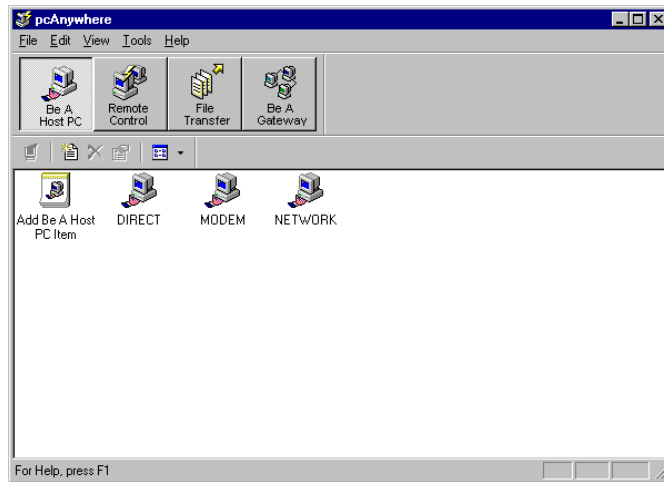 pcAnywhere
File Edit View Tools Help
Be A
Host PC
Remote
Control
File
Transfer
Be A
Gateway
Add Be A Host
PC Item
DIRECT
MODEM
NETWORK
For Help, press F1